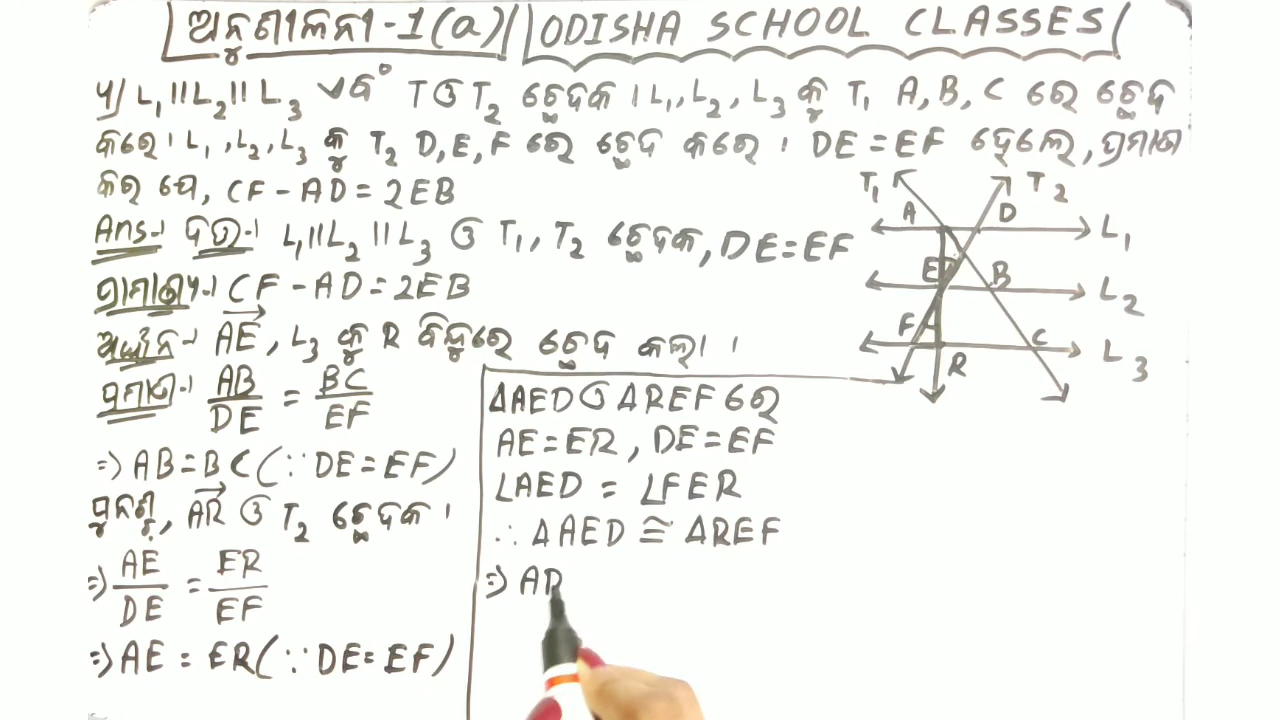 ଅନୁଶୀଳନୀ-1(a)
ODISHA SCHOOL CLASSES
୪/ L₁||L₂||L₃ ଏବଂ T ଓ T₂ ଛେଦକ । L₁, L₂, L₃ କୁ T₁ A, B, C ରେ ଛେଦ
କରେ । L₁, L₂, L₃ କୁ T₂ D, E, F ରେ ଛେଦ କରେ । DE = EF ହେଲେ, ପ୍ରମାଣ
କର ଯେ, CF - AD = 2EB
Ans-: ଦତ୍ତ-: L₁||L₂||L₃ ଓ T₁, T₂ ଛେଦକ, DE = EF
ପ୍ରାମାଣ୍ୟ-: CF - AD = 2EB
ଅଙ୍କନ-: \overrightarrow{AE}, L₃ କୁ R ବିନ୍ଦୁରେ ଛେଦ କଲା ।
ପ୍ରମାଣ-: AB/DE = BC/EF
=> AB = BC (∵ DE = EF)
ପୁନଶ୍ଚ, \overrightarrow{AR} ଓ T₂ ଛେଦକ ।
=> AE/DE = ER/EF
=> AE = ER (∵ DE = EF)
ΔAED ଓ ΔREF ରେ
AE = ER, DE = EF
∠AED = ∠FER
∴ ΔAED ≅ ΔREF
=> AD
T₁
T₂
A
D
L₁
E
B
L₂
F
C
L₃
R